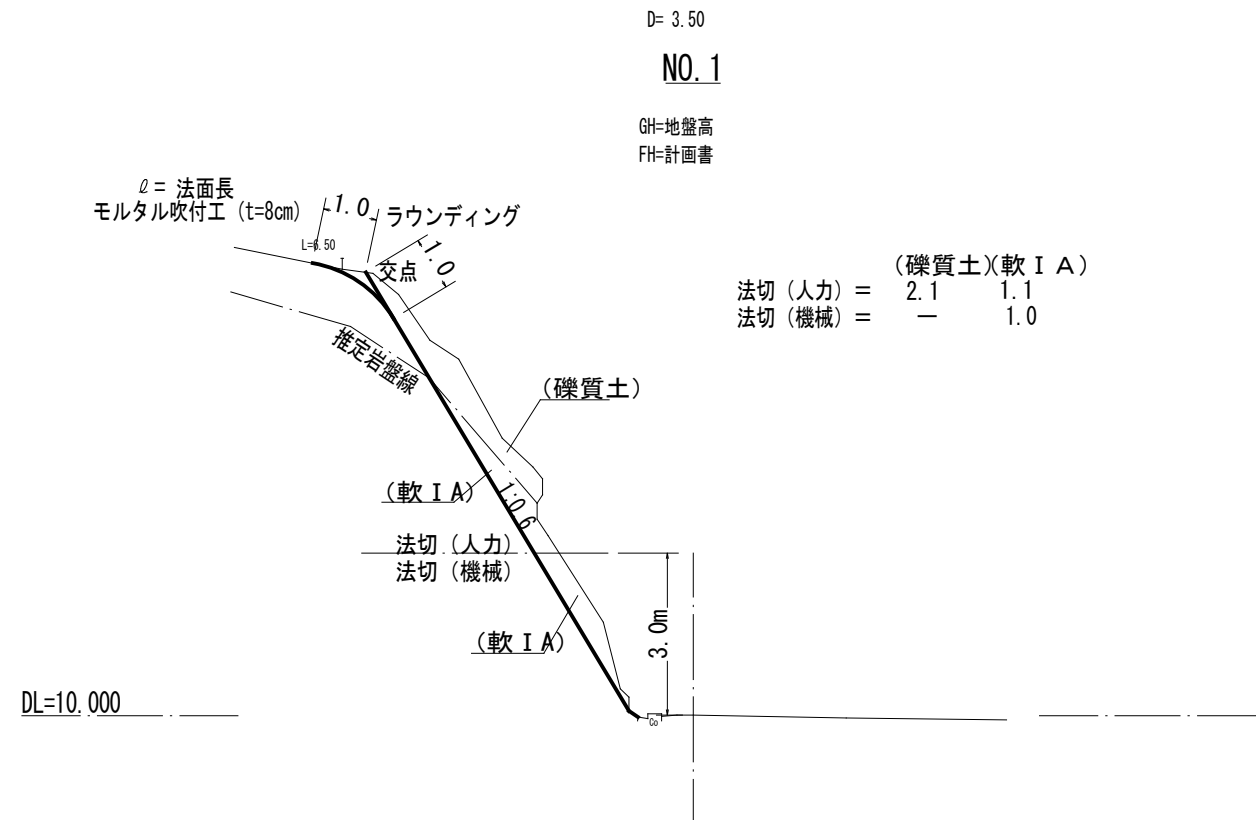 D= 3.50
NO.1
GH=地盤高
FH=計画書
ℓ= 法面長
モルタル吹付工 (t=8cm)
1.0
ラウンディング
L=6.50
1.0
交点
(礫質土)(軟ⅠA)
法切(人力)= 2.1 1.1
法切(機械)= — 1.0
推定岩盤線
(礫質土)
(軟ⅠA)
1:0.6
法切(人力)
法切(機械)
(軟ⅠA)
3.0m
DL=10.000
Co